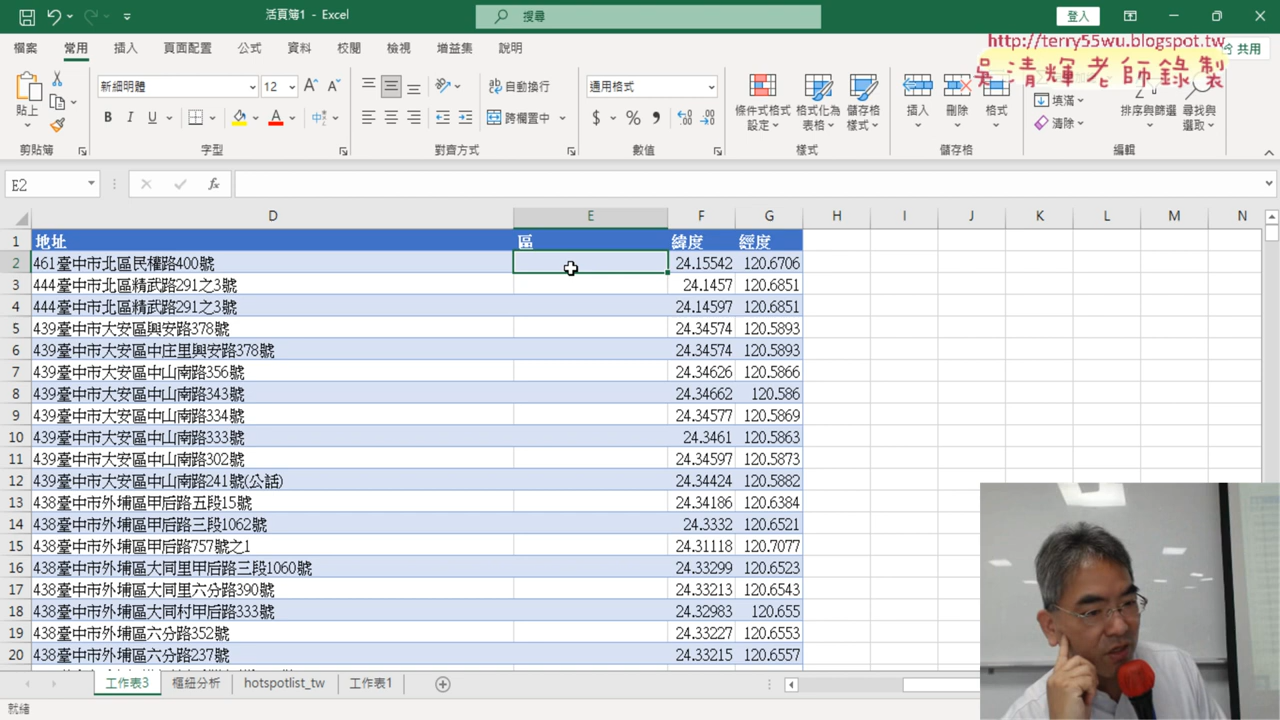 活頁簿1 - Excel
搜尋
登入
http://terry55wu.blogspot.tw
吳清輝老師錄製
檔案 常用 插入 頁面配置 公式 資料 校閱 檢視 增益集 說明
共用
貼上
新細明體 12
自動換行
跨欄置中
通用格式
條件式格式設定
格式化為表格
儲存格樣式
插入 刪除 格式
填滿
清除
排序與篩選
尋找與選取
剪貼簿 字型 對齊方式 數值 樣式 儲存格 編輯
E2
D E F G H I J K L M N
1 地址 區 緯度 經度
2 461臺中市北區民權路400號 24.15542 120.6706
3 444臺中市北區精武路291之3號 24.1457 120.6851
4 444臺中市北區精武路291之3號 24.14597 120.6851
5 439臺中市大安區興安路378號 24.34574 120.5893
6 439臺中市大安區中庄里興安路378號 24.34574 120.5893
7 439臺中市大安區中山南路356號 24.34626 120.5866
8 439臺中市大安區中山南路343號 24.34662 120.586
9 439臺中市大安區中山南路334號 24.34577 120.5869
10 439臺中市大安區中山南路333號 24.3461 120.5863
11 439臺中市大安區中山南路302號 24.34597 120.5873
12 439臺中市大安區中山南路241號(公話) 24.34424 120.5882
13 438臺中市外埔區甲后路五段15號 24.34186 120.6384
14 438臺中市外埔區甲后路三段1062號 24.3332 120.6521
15 438臺中市外埔區甲后路757號之1 24.31118 120.7077
16 438臺中市外埔區大同里甲后路三段1060號 24.33299 120.6523
17 438臺中市外埔區大同里六分路390號 24.33213 120.6543
18 438臺中市外埔區大同村甲后路333號 24.32983 120.655
19 438臺中市外埔區六分路352號 24.33227 120.6553
20 438臺中市外埔區六分路237號 24.33215 120.6557
工作表3 樞紐分析 hotspotlist_tw 工作表1
就緒